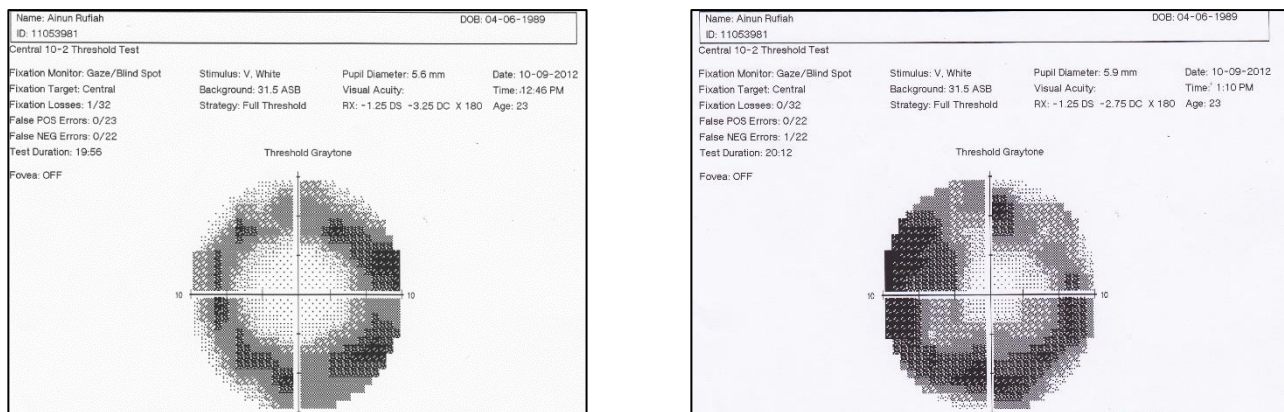 Name: Ainun Rufiah DOB: 04-06-1989
ID: 11053981
Central 10-2 Threshold Test
Fixation Monitor: Gaze/Blind Spot Stimulus: V, White Pupil Diameter: 5.6 mm Date: 10-09-2012
Fixation Target: Central Background: 31.5 ASB Visual Acuity: Time: 12:46 PM
Fixation Losses: 1/32 Strategy: Full Threshold RX: -1.25 DS -3.25 DC X 180 Age: 23
False POS Errors: 0/23
False NEG Errors: 0/22
Test Duration: 19:56 Threshold Graytone
Fovea: OFF
10 10
Name: Ainun Rufiah DOB: 04-06-1989
ID: 11053981
Central 10-2 Threshold Test
Fixation Monitor: Gaze/Blind Spot Stimulus: V, White Pupil Diameter: 5.9 mm Date: 10-09-2012
Fixation Target: Central Background: 31.5 ASB Visual Acuity: Time: 1:10 PM
Fixation Losses: 0/32 Strategy: Full Threshold RX: -1.25 DS -2.75 DC X 180 Age: 23
False POS Errors: 0/22
False NEG Errors: 1/22
Test Duration: 20:12 Threshold Graytone
Fovea: OFF
10 10